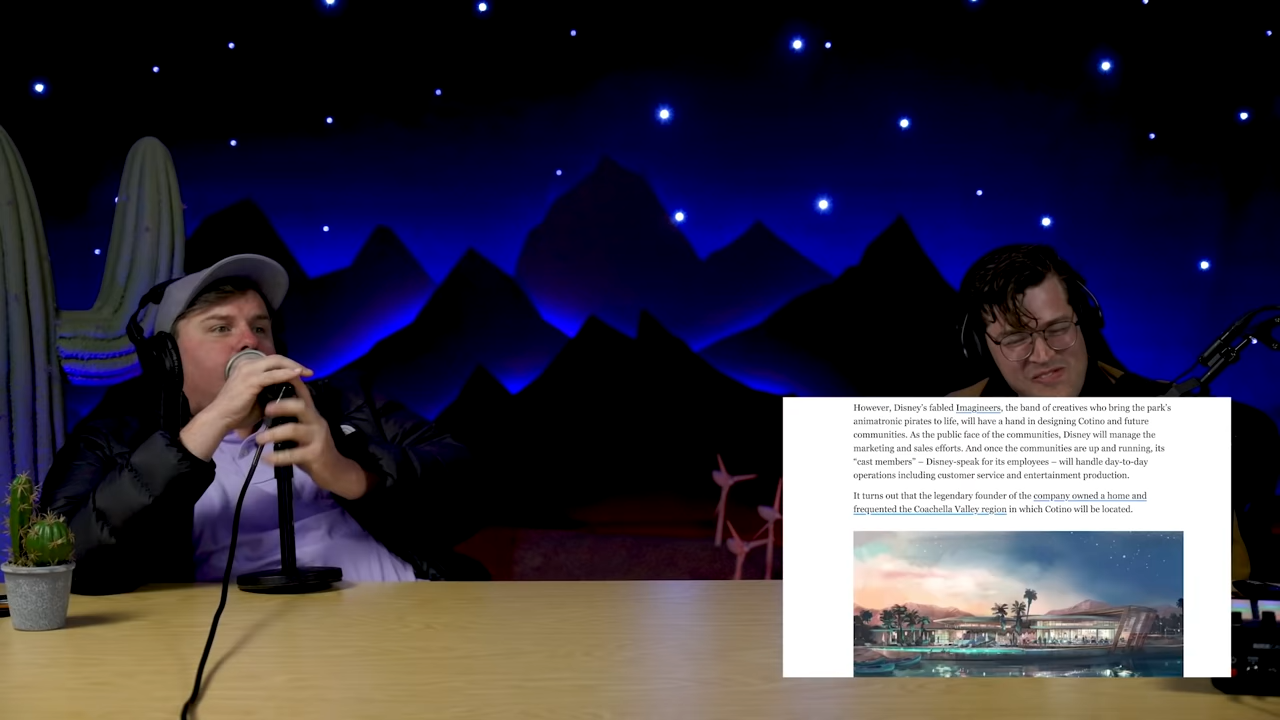 However, Disney's fabled Imagineers, the band of creatives who bring the park's
animatronic pirates to life, will have a hand in designing Cotino and future
communities. As the public face of the communities, Disney will manage the
marketing and sales efforts. And once the communities are up and running, its
“cast members” – Disney-speak for its employees – will handle day-to-day
operations including customer service and entertainment production.
It turns out that the legendary founder of the company owned a home and
frequented the Coachella Valley region in which Cotino will be located.